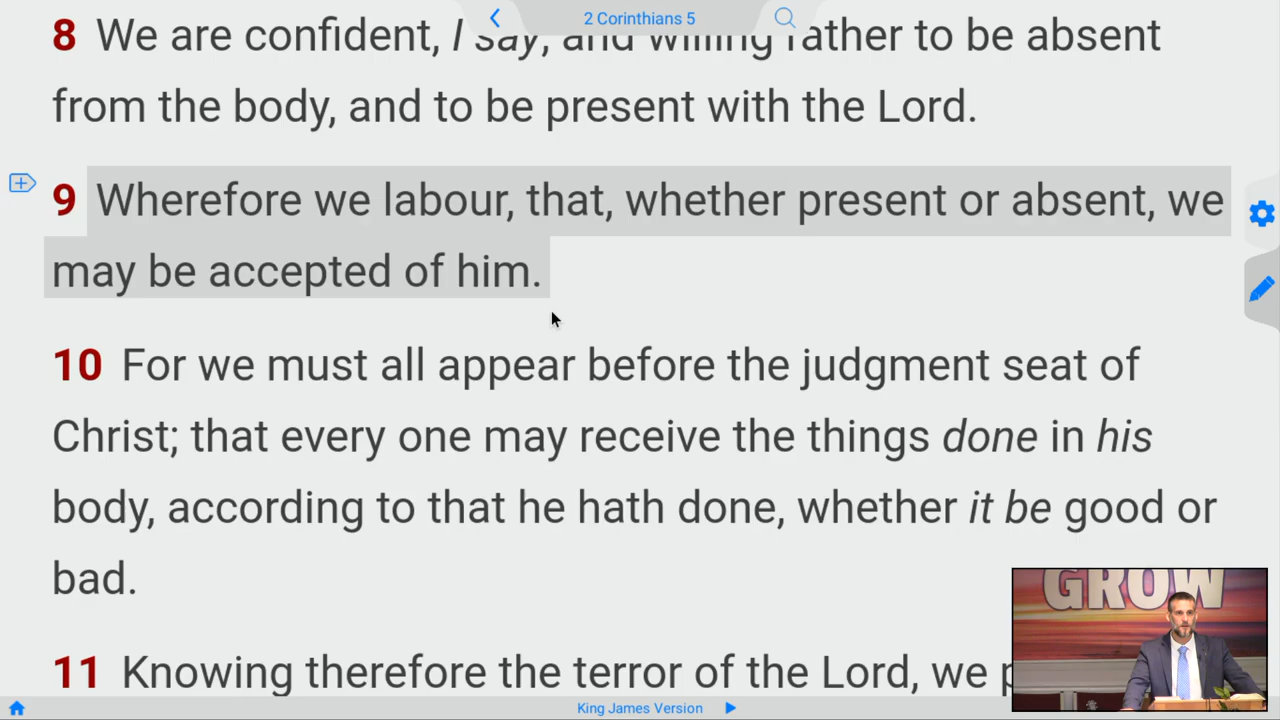 2 Corinthians 5
8 We are confident, I say, and willing rather to be absent
from the body, and to be present with the Lord.
9 Wherefore we labour, that, whether present or absent, we
may be accepted of him.
10 For we must all appear before the judgment seat of
Christ; that every one may receive the things done in his
body, according to that he hath done, whether it be good or
bad.
11 Knowing therefore the terror of the Lord, we p
GROW
King James Version